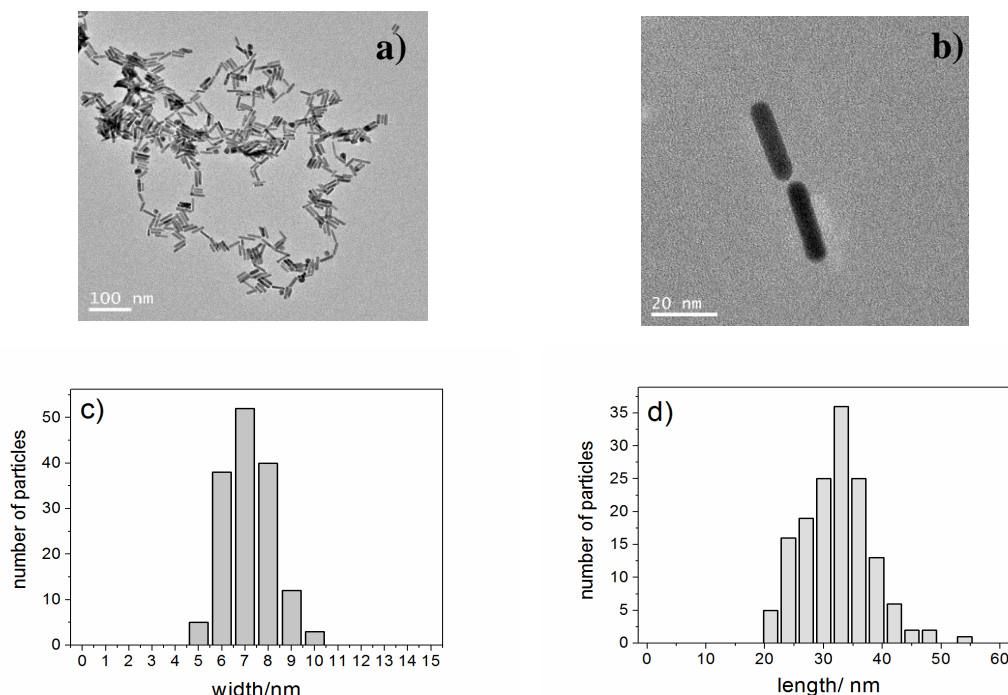 a)
100 nm
b)
20 nm
c)
number of particles
50
40
30
20
10
0
0 1 2 3 4 5 6 7 8 9 10 11 12 13 14 15
width/nm
d)
number of particles
35
30
25
20
15
10
5
0
0 10 20 30 40 50 60
length/ nm